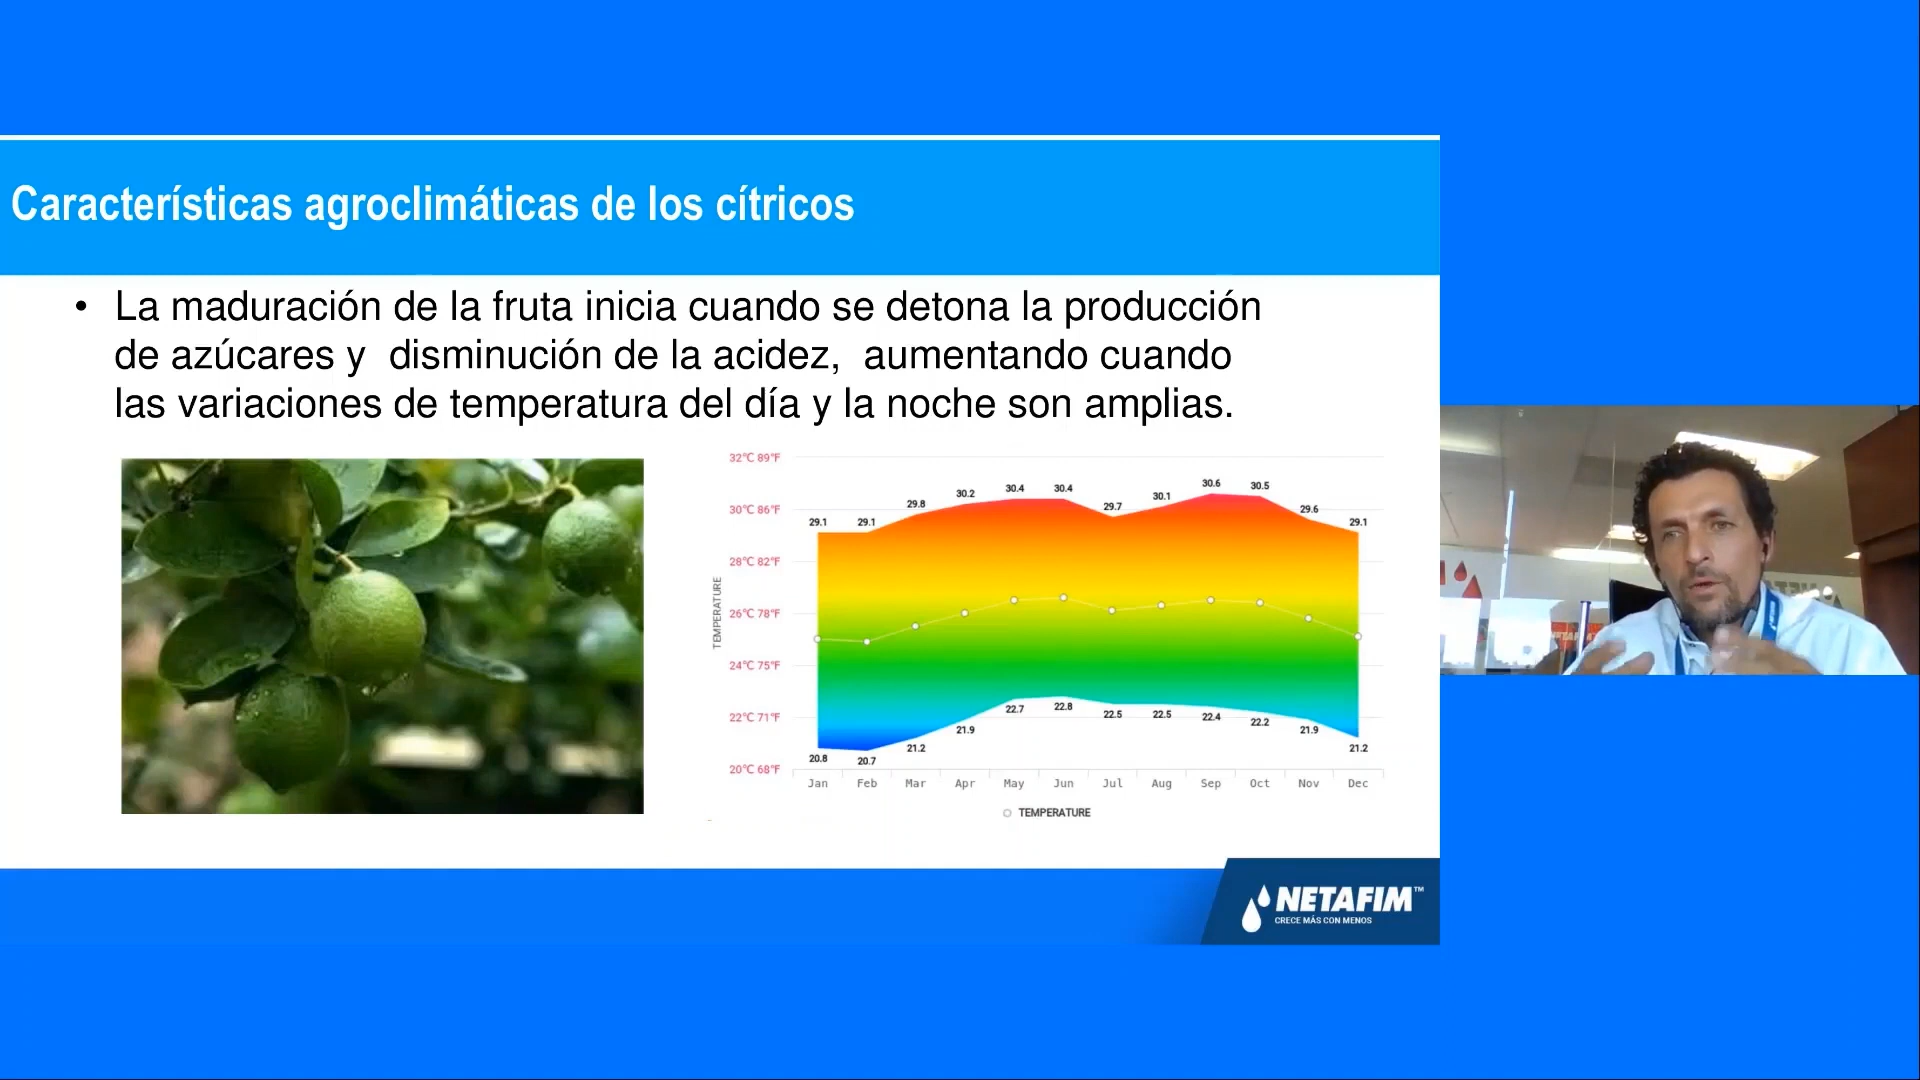 Características agroclimáticas de los cítricos
• La maduración de la fruta inicia cuando se detona la producción
de azúcares y disminución de la acidez, aumentando cuando
las variaciones de temperatura del día y la noche son amplias.
32°C 89°F
30°C 86°F
28°C 82°F
26°C 78°F
24°C 75°F
22°C 71°F
20°C 68°F
TEMPERATURE
29.1 29.1 29.8 30.2 30.4 30.4 29.7 30.1 30.6 30.5 29.6 29.1
20.8 20.7 21.2 21.9 22.7 22.8 22.5 22.5 22.4 22.2 21.9 21.2
Jan Feb Mar Apr May Jun Jul Aug Sep Oct Nov Dec
TEMPERATURE
NETAFIM™
CRECE MÁS CON MENOS